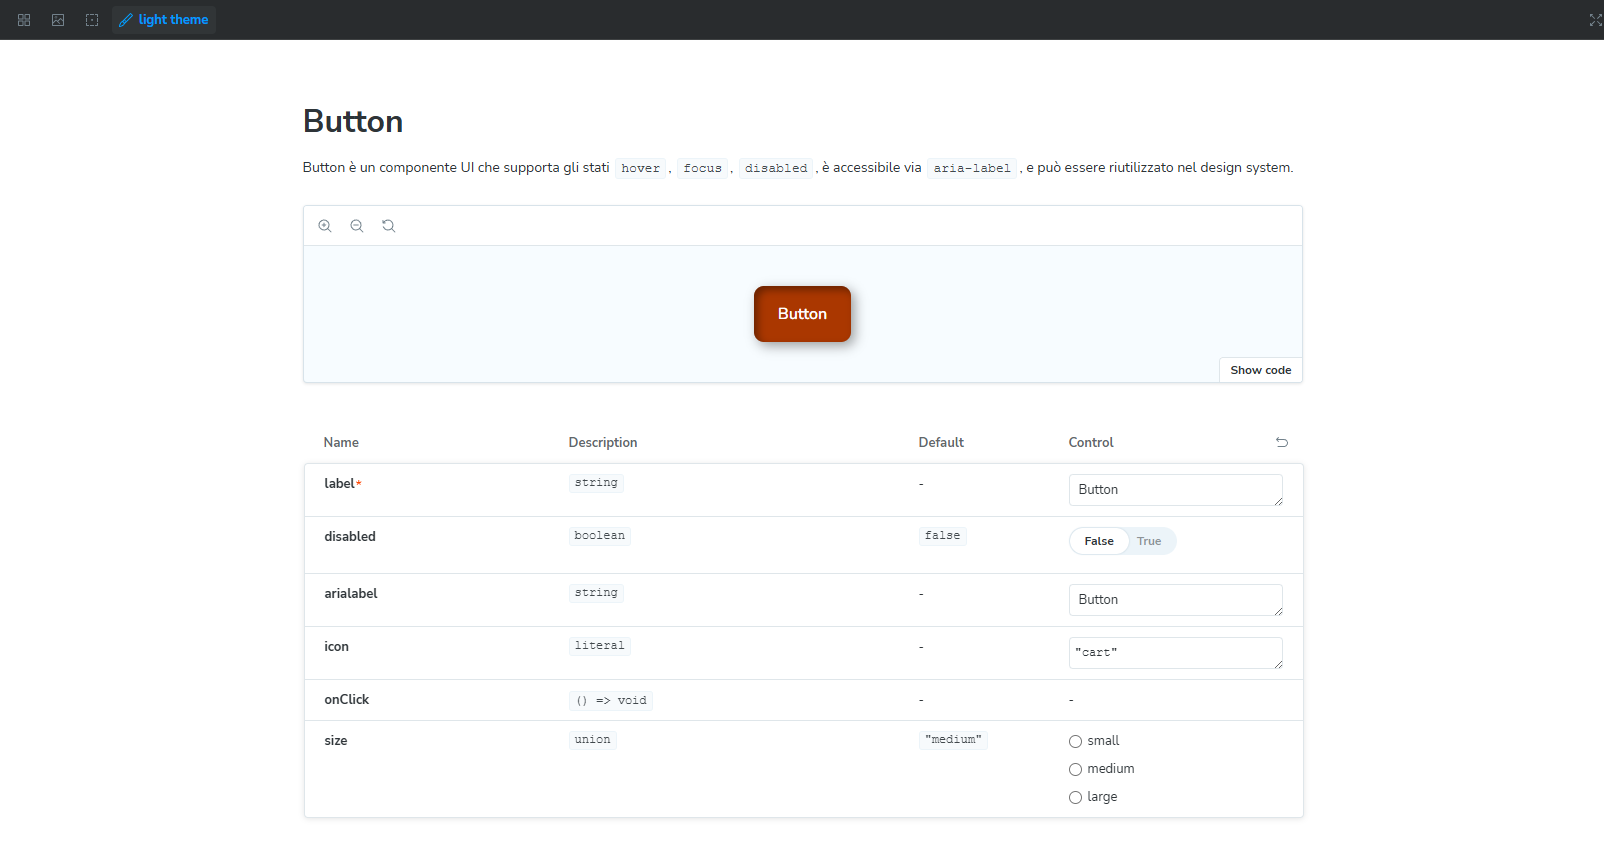 light theme
Button
Button è un componente UI che supporta gli stati hover , focus , disabled , è accessibile via aria-label , e può essere riutilizzato nel design system.
Button
Show code
Name Description Default Control
label* string - Button
disabled boolean false False True
arialabel string - Button
icon literal - "cart"
onClick () => void - -
size union "medium" small
medium
large